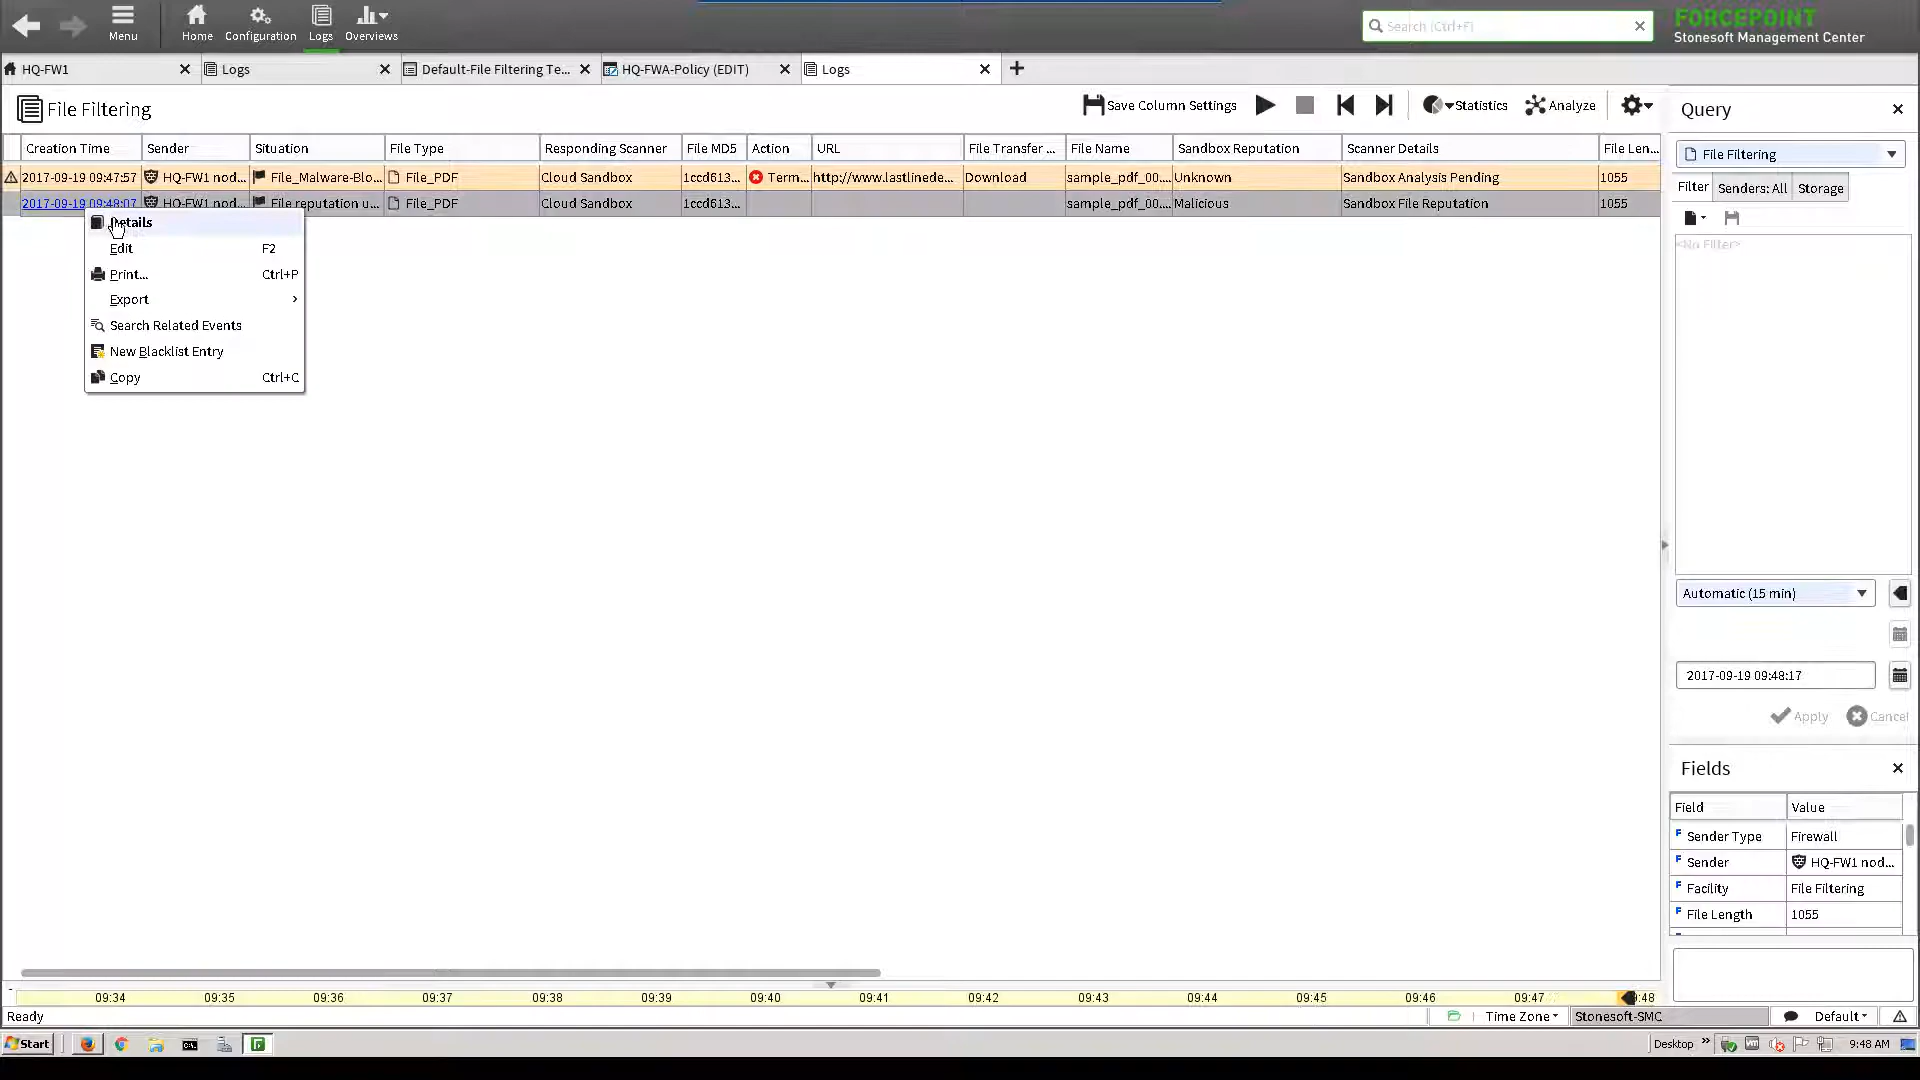 Menu
Home
Configuration
Logs
Overviews
Search (Ctrl+F)
FORCEPOINT
Stonesoft Management Center
HQ-FW1
Logs
Default-File Filtering Te...
HQ-FWA-Policy (EDIT)
Logs
File Filtering
Save Column Settings
Statistics
Analyze
Creation Time Sender Situation File Type Responding Scanner File MD5 Action URL File Transfer ... File Name Sandbox Reputation Scanner Details File Len...
2017-09-19 09:47:57 HQ-FW1 nod... File_Malware-Blo... File_PDF Cloud Sandbox 1ccd613... Term... http://www.lastlinede... Download sample_pdf_00.... Unknown Sandbox Analysis Pending 1055
2017-09-19 09:48:07 HQ-FW1 nod... File reputation u... File_PDF Cloud Sandbox 1ccd613... sample_pdf_00.... Malicious Sandbox File Reputation 1055
Details
Edit F2
Print... Ctrl+P
Export
Search Related Events
New Blacklist Entry
Copy Ctrl+C
Query
File Filtering
Filter Senders: All Storage
<No Filter>
Automatic (15 min)
2017-09-19 09:48:17
Apply Cancel
Fields
Field Value
Sender Type Firewall
Sender HQ-FW1 nod...
Facility File Filtering
File Length 1055
09:34 09:35 09:36 09:37 09:38 09:39 09:40 09:41 09:42 09:43 09:44 09:45 09:46 09:47 :48
Ready
Time Zone
Stonesoft-SMC
Default
Start
Desktop
9:48 AM